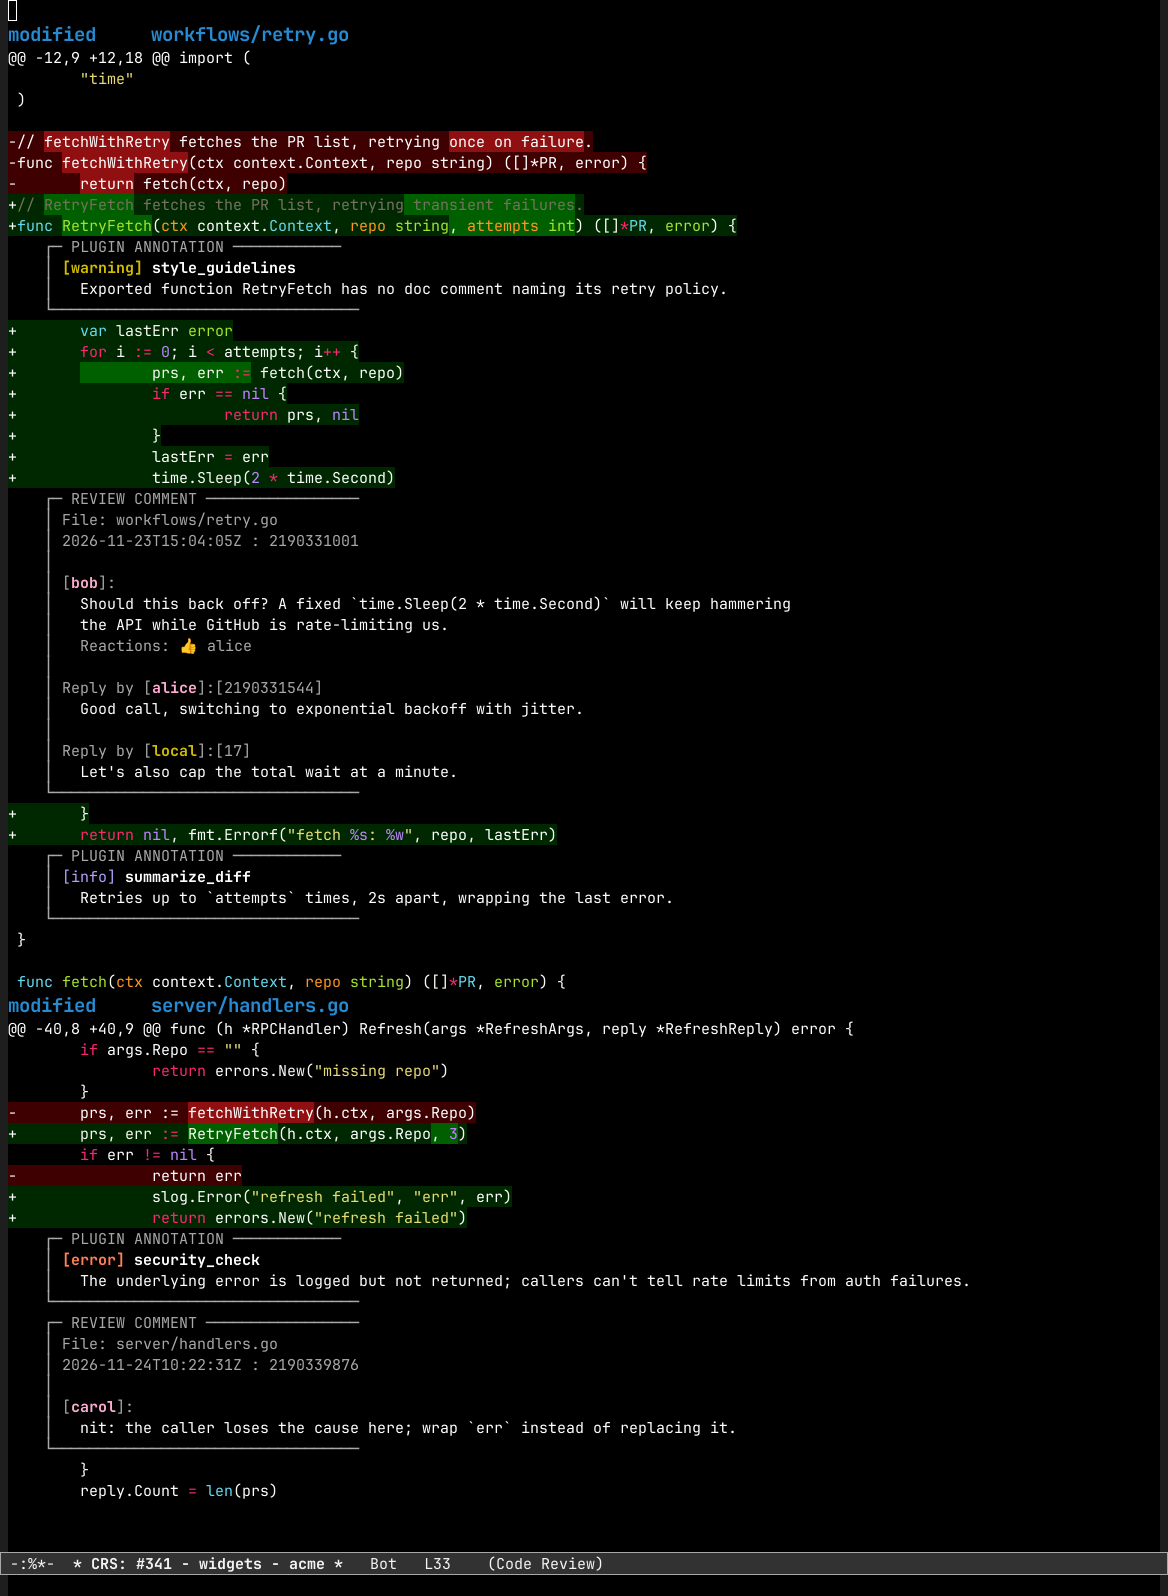 modified     workflows/retry.go
@@ -12,9 +12,18 @@ import (
        "time"
 )

-// fetchWithRetry fetches the PR list, retrying once on failure.
-func fetchWithRetry(ctx context.Context, repo string) ([]*PR, error) {
-       return fetch(ctx, repo)
+// RetryFetch fetches the PR list, retrying transient failures.
+func RetryFetch(ctx context.Context, repo string, attempts int) ([]*PR, error) {
    ┌─ PLUGIN ANNOTATION ────────────
    │ [warning] style_guidelines
    │   Exported function RetryFetch has no doc comment naming its retry policy.
    └──────────────────────────────────
+       var lastErr error
+       for i := 0; i < attempts; i++ {
+               prs, err := fetch(ctx, repo)
+               if err == nil {
+                       return prs, nil
+               }
+               lastErr = err
+               time.Sleep(2 * time.Second)
    ┌─ REVIEW COMMENT ─────────────────
    │ File: workflows/retry.go
    │ 2026-11-23T15:04:05Z : 2190331001
    │
    │ [bob]:
    │   Should this back off? A fixed `time.Sleep(2 * time.Second)` will keep hammering
    │   the API while GitHub is rate-limiting us.
    │   Reactions: 👍 alice
    │
    │ Reply by [alice]:[2190331544]
    │   Good call, switching to exponential backoff with jitter.
    │
    │ Reply by [local]:[17]
    │   Let's also cap the total wait at a minute.
    └──────────────────────────────────
+       }
+       return nil, fmt.Errorf("fetch %s: %w", repo, lastErr)
    ┌─ PLUGIN ANNOTATION ────────────
    │ [info] summarize_diff
    │   Retries up to `attempts` times, 2s apart, wrapping the last error.
    └──────────────────────────────────
 }

 func fetch(ctx context.Context, repo string) ([]*PR, error) {
modified     server/handlers.go
@@ -40,8 +40,9 @@ func (h *RPCHandler) Refresh(args *RefreshArgs, reply *RefreshReply) error {
        if args.Repo == "" {
                return errors.New("missing repo")
        }
-       prs, err := fetchWithRetry(h.ctx, args.Repo)
+       prs, err := RetryFetch(h.ctx, args.Repo, 3)
        if err != nil {
-               return err
+               slog.Error("refresh failed", "err", err)
+               return errors.New("refresh failed")
    ┌─ PLUGIN ANNOTATION ────────────
    │ [error] security_check
    │   The underlying error is logged but not returned; callers can't tell rate limits from auth failures.
    └──────────────────────────────────
    ┌─ REVIEW COMMENT ─────────────────
    │ File: server/handlers.go
    │ 2026-11-24T10:22:31Z : 2190339876
    │
    │ [carol]:
    │   nit: the caller loses the cause here; wrap `err` instead of replacing it.
    └──────────────────────────────────
        }
        reply.Count = len(prs)
-:%*-  * CRS: #341 - widgets - acme *   Bot   L33    (Code Review)